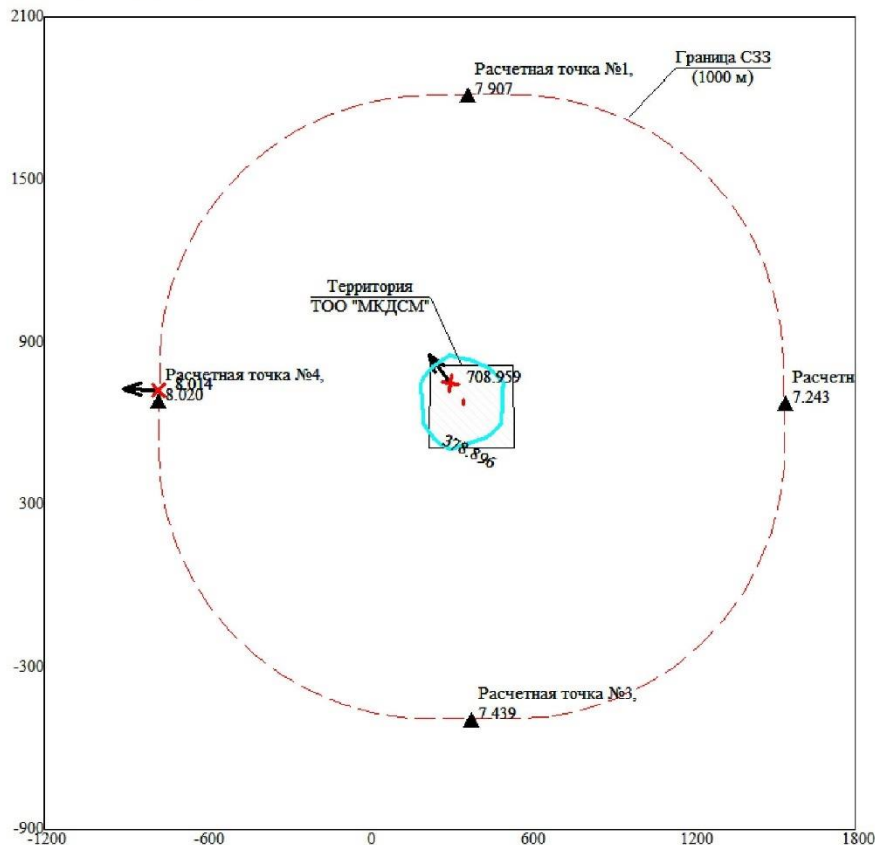 2100
Расчетная точка №1,
7.907
Граница СЗЗ
(1000 м)
1500
Территория
ТОО "МКДСМ"
900
708.959
Расчетная точка №4,
8.014
8.020
Расчетн
7.243
378.896
300
-300
Расчетная точка №3,
7.439
-900
-1200 -600 0 600 1200 1800